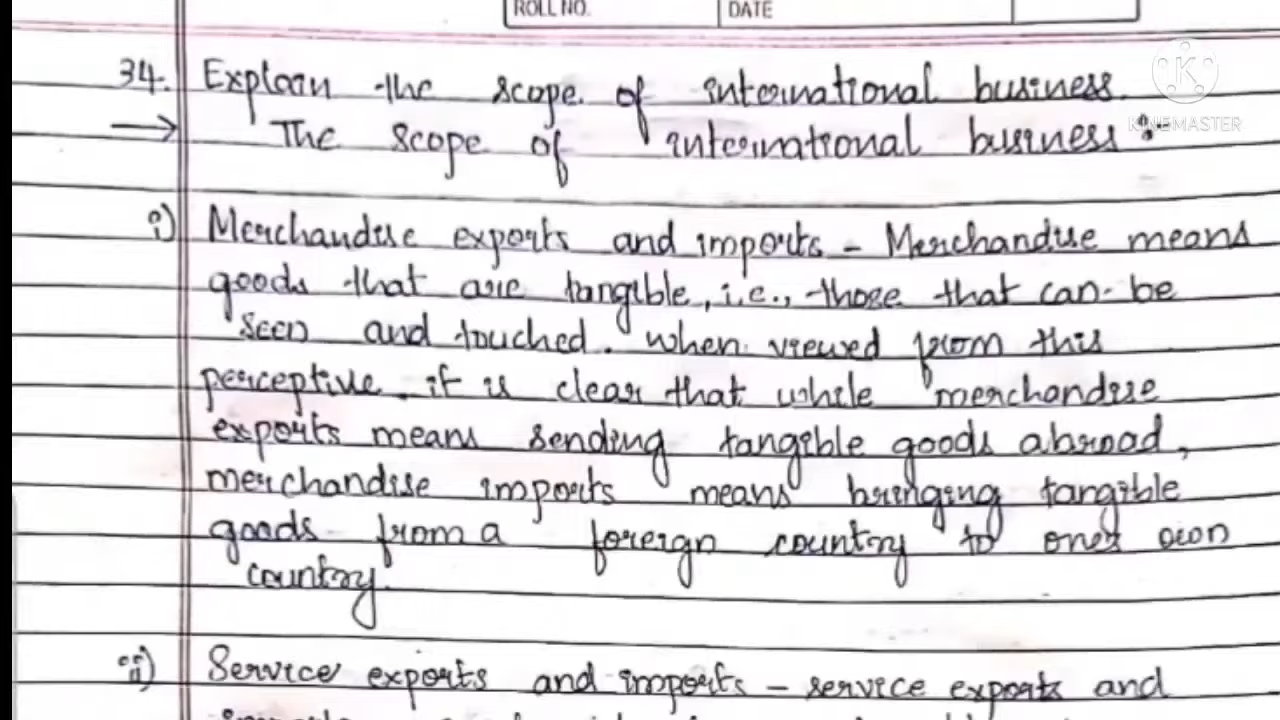 ROLL NO. DATE
34. Explain the scope of international business.
KINEMASTER
→ The scope of international business :-
i) Merchandise exports and imports - Merchandise means
goods that are tangible, i.e., those that can be
seen and touched. when viewed from this
perceptive. it is clear that while merchandise
exports means sending tangible goods abroad,
merchandise imports means bringing tangible
goods from a foreign country to one's own
country.
ii) Service exports and imports - service exports and